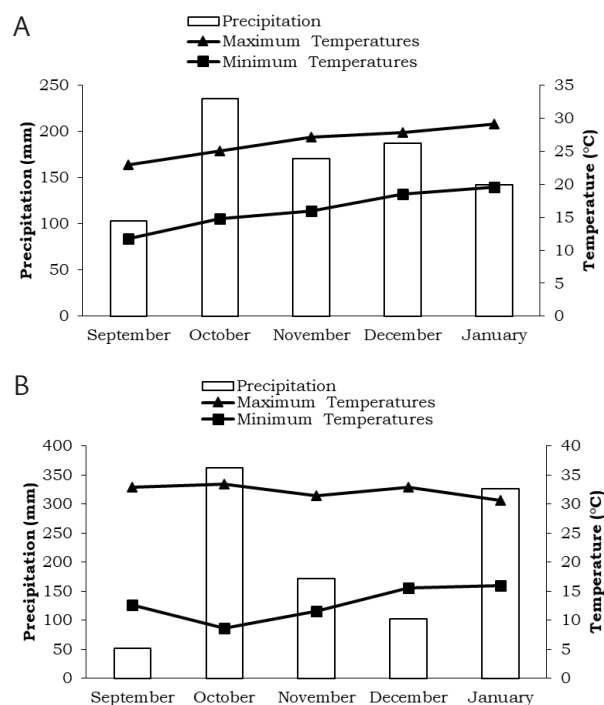 A
Precipitation
Maximum Temperatures
Minimum Temperatures
Precipitation (mm)
250
200
150
100
50
0
Temperature (°C)
35
30
25
20
15
10
5
0
September October November December January
B
Precipitation
Maximum Temperatures
Minimum Temperatures
Precipitation (mm)
400
350
300
250
200
150
100
50
0
Temperature (°C)
40
35
30
25
20
15
10
5
0
September October November December January